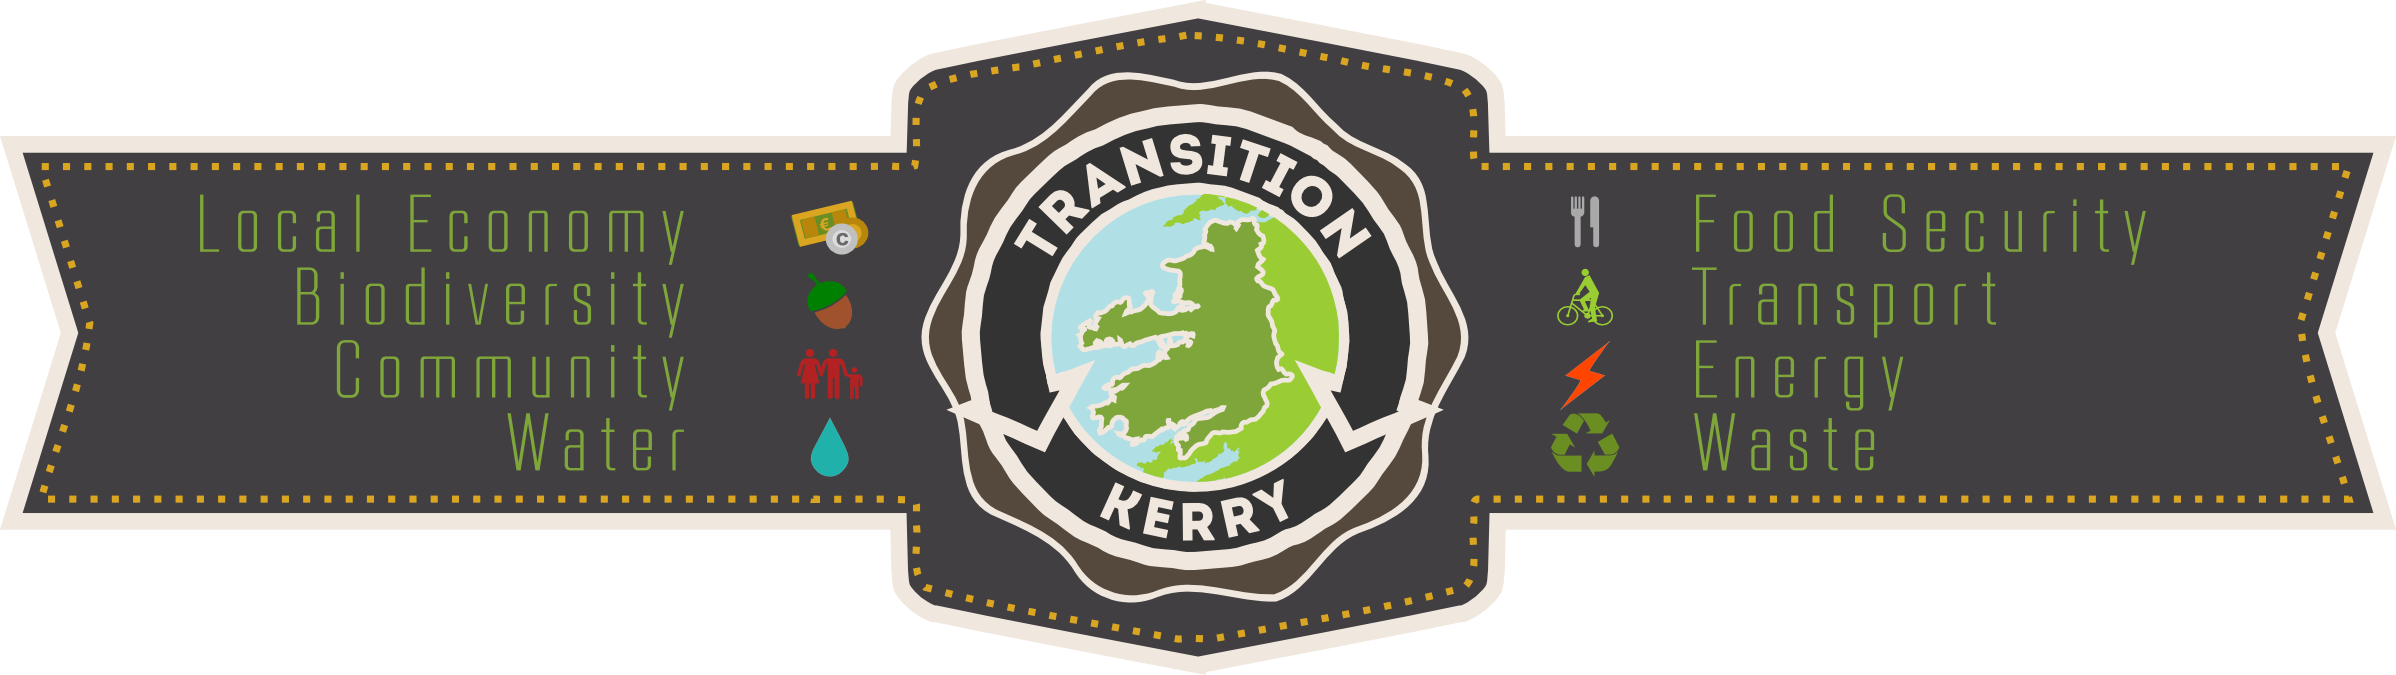 Local Economy
Biodiversity
Community
Water
€
C
TRANSITION
KERRY
Food Security
Transport
Energy
Waste